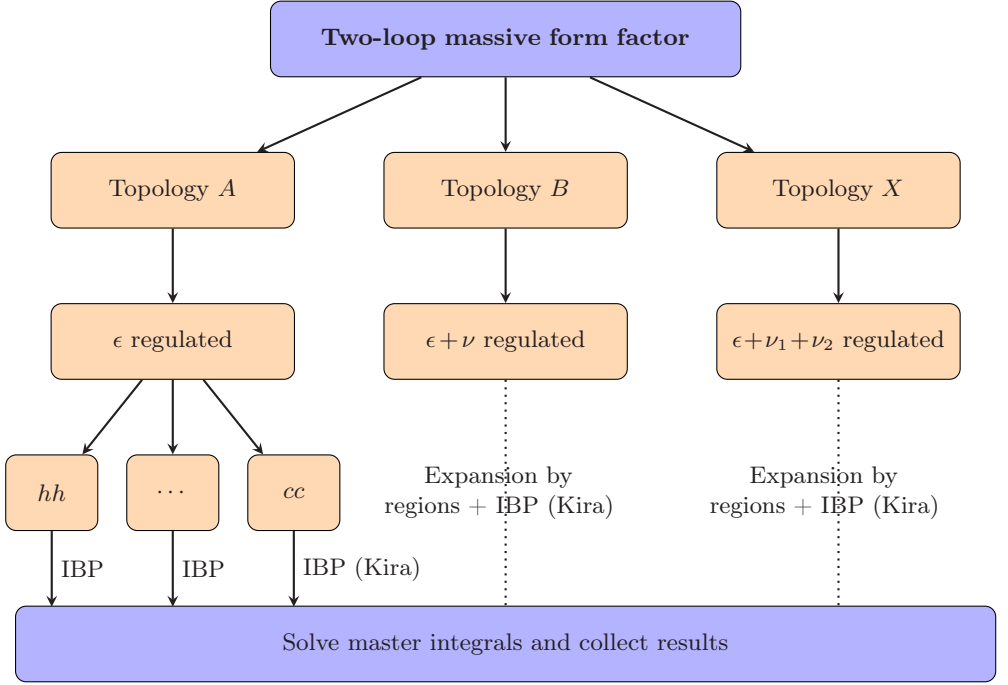 Two-loop massive form factor
Topology A
Topology B
Topology X
ϵ regulated
ϵ+ν regulated
ϵ+ν₁+ν₂ regulated
hh
⋯
cc
Expansion by
regions + IBP (Kira)
Expansion by
regions + IBP (Kira)
IBP
IBP
IBP (Kira)
Solve master integrals and collect results